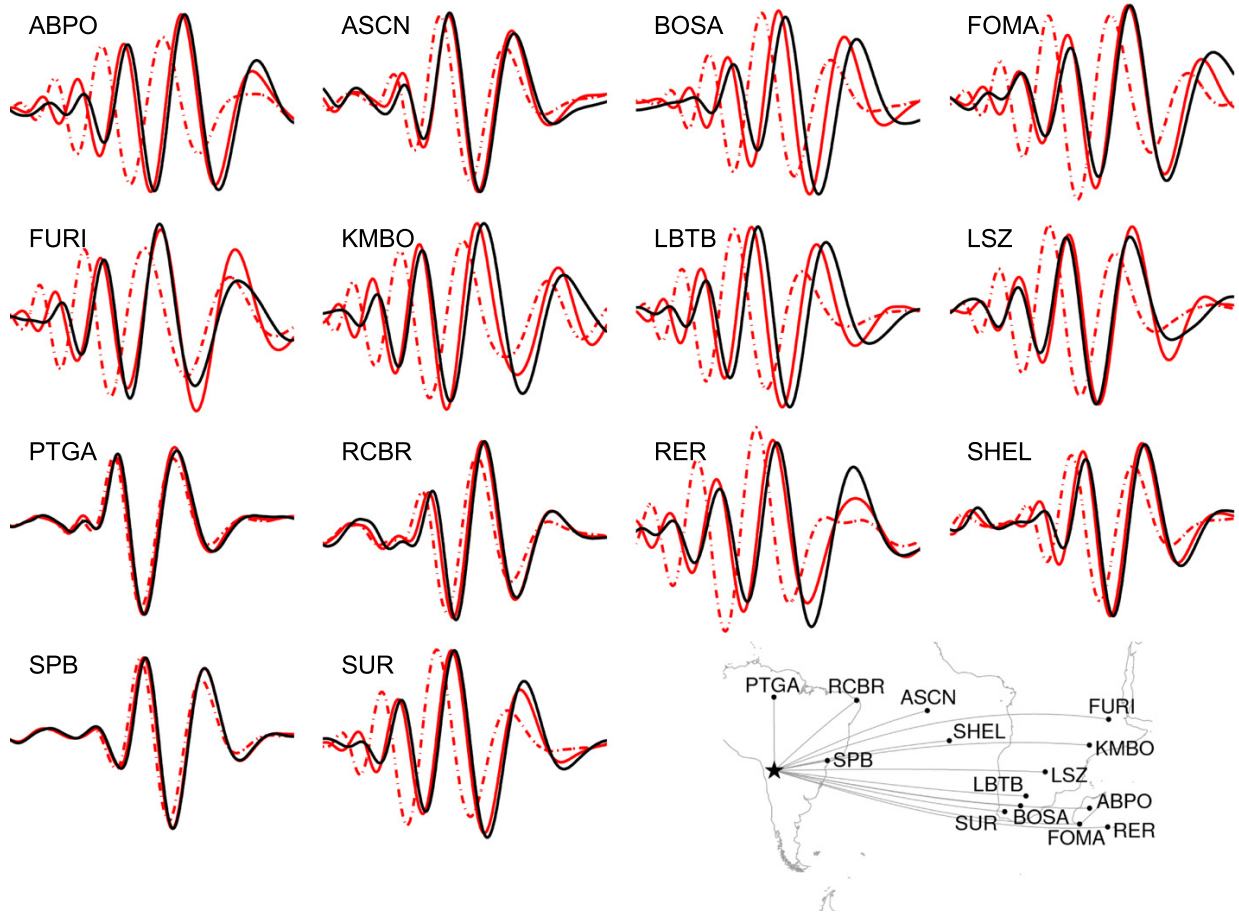 ABPO
ASCN
BOSA
FOMA
FURI
KMBO
LBTB
LSZ
PTGA
RCBR
RER
SHEL
SPB
SUR
PTGA
RCBR
ASCN
FURI
SHEL
KMBO
SPB
LSZ
LBTB
ABPO
SUR
BOSA
RER
FOMA